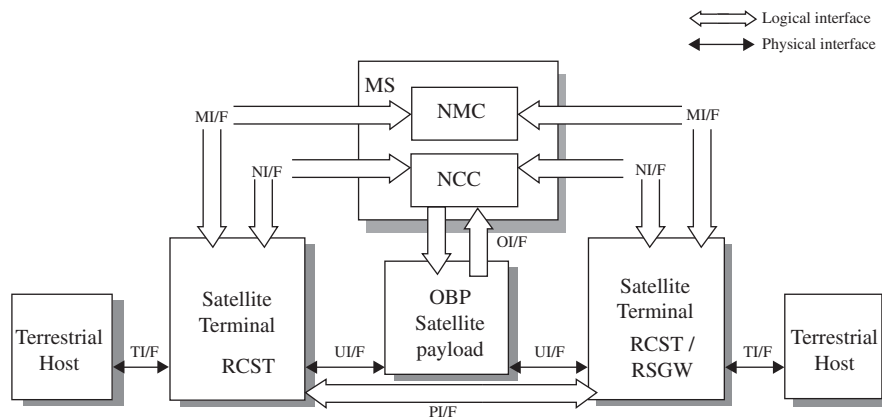 Logical interface
Physical interface
MS
NMC
NCC
MI/F
MI/F
NI/F
NI/F
OI/F
Satellite
Terminal
RCST
OBP
Satellite
payload
Satellite
Terminal
RCST /
RSGW
Terrestrial
Host
Terrestrial
Host
TI/F
UI/F
UI/F
TI/F
PI/F